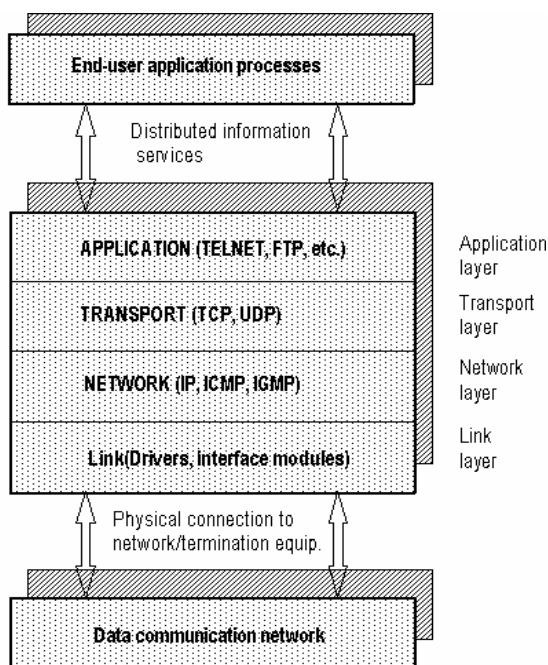 End-user application processes
Distributed information
services
APPLICATION (TELNET, FTP, etc.)
Application
layer
TRANSPORT (TCP, UDP)
Transport
layer
NETWORK (IP, ICMP, IGMP)
Network
layer
Link(Drivers, interface modules)
Link
layer
Physical connection to
network/termination equip.
Data communication network